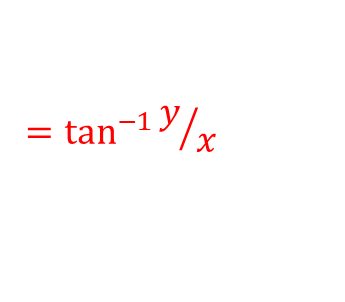 = tan⁻¹ y/x